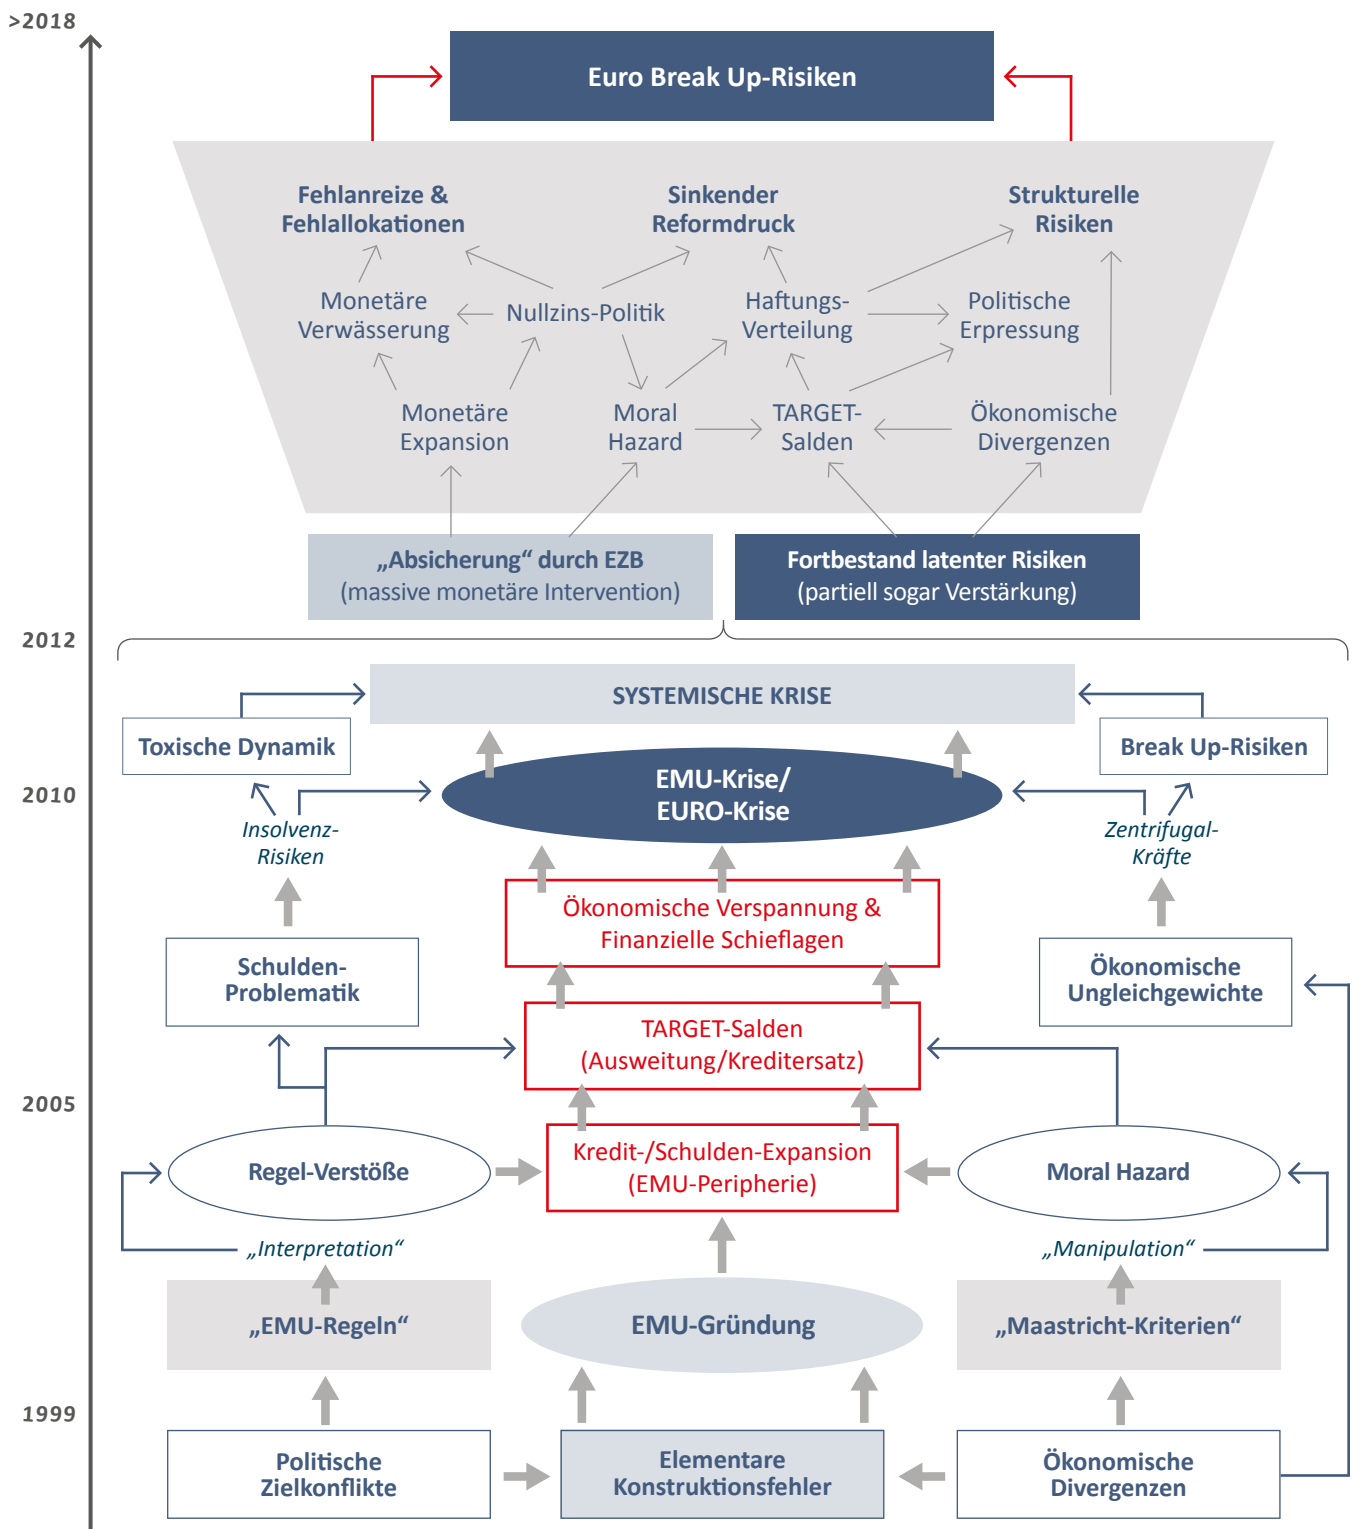 >2018
Euro Break Up-Risiken
Fehlanreize &
Fehlallokationen
Sinkender
Reformdruck
Strukturelle
Risiken
Monetäre
Verwässerung
Nullzins-Politik
Haftungs-
Verteilung
Politische
Erpressung
Monetäre
Expansion
Moral
Hazard
TARGET-
Salden
Ökonomische
Divergenzen
„Absicherung“ durch EZB
(massive monetäre Intervention)
Fortbestand latenter Risiken
(partiell sogar Verstärkung)
2012
SYSTEMISCHE KRISE
Toxische Dynamik
Break Up-Risiken
2010
EMU-Krise/
EURO-Krise
Insolvenz-
Risiken
Zentrifugal-
Kräfte
Ökonomische Verspannung &
Finanzielle Schieflagen
Schulden-
Problematik
Ökonomische
Ungleichgewichte
TARGET-Salden
(Ausweitung/Kreditersatz)
2005
Regel-Verstöße
Kredit-/Schulden-Expansion
(EMU-Peripherie)
Moral Hazard
„Interpretation“
„Manipulation“
„EMU-Regeln“
EMU-Gründung
„Maastricht-Kriterien“
1999
Politische
Zielkonflikte
Elementare
Konstruktionsfehler
Ökonomische
Divergenzen